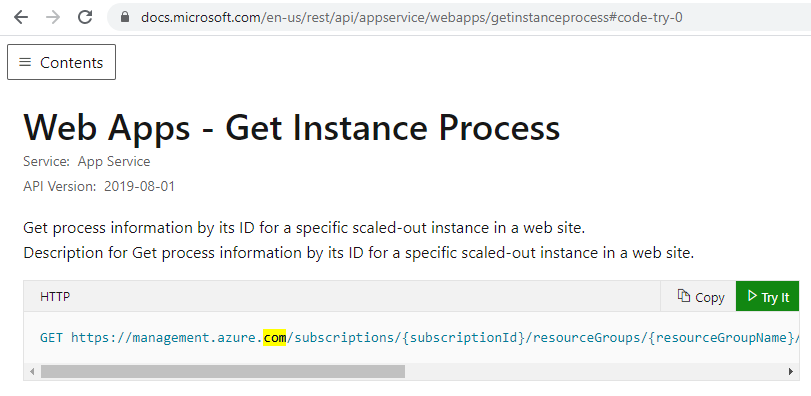 docs.microsoft.com/en-us/rest/api/appservice/webapps/getinstanceprocess#code-try-0
Contents
Web Apps - Get Instance Process
Service: App Service
API Version: 2019-08-01
Get process information by its ID for a specific scaled-out instance in a web site.
Description for Get process information by its ID for a specific scaled-out instance in a web site.
HTTP Copy Try It
GET https://management.azure.com/subscriptions/{subscriptionId}/resourceGroups/{resourceGroupName}/